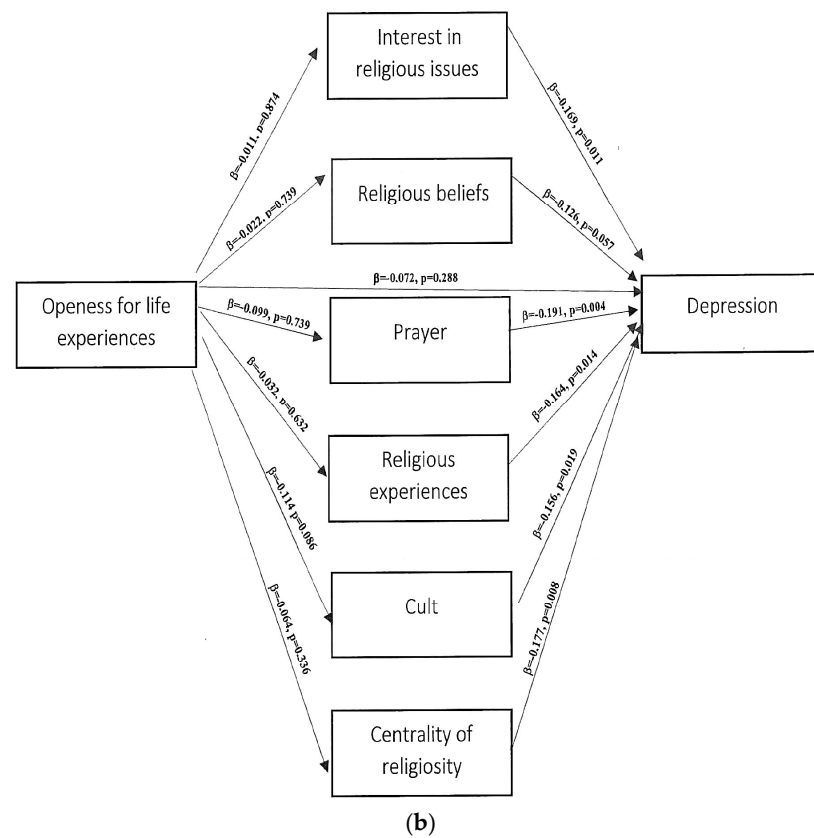 Interest in
religious issues
β=-0.011, p=0.874
β=-0.169, p=0.011
Religious beliefs
β=-0.022, p=0.739
β=-0.126, p=0.057
β=-0.072, p=0.288
Openess for life
experiences
Depression
β=-0.099, p=0.739
Prayer
β=-0.191, p=0.004
β=-0.032, p=0.632
β=-0.164, p=0.014
Religious
experiences
β=-0.114 p=0.086
β=-0.156, p=0.019
Cult
β=-0.064, p=0.336
β=-0.177, p=0.008
Centrality of
religiosity
(b)